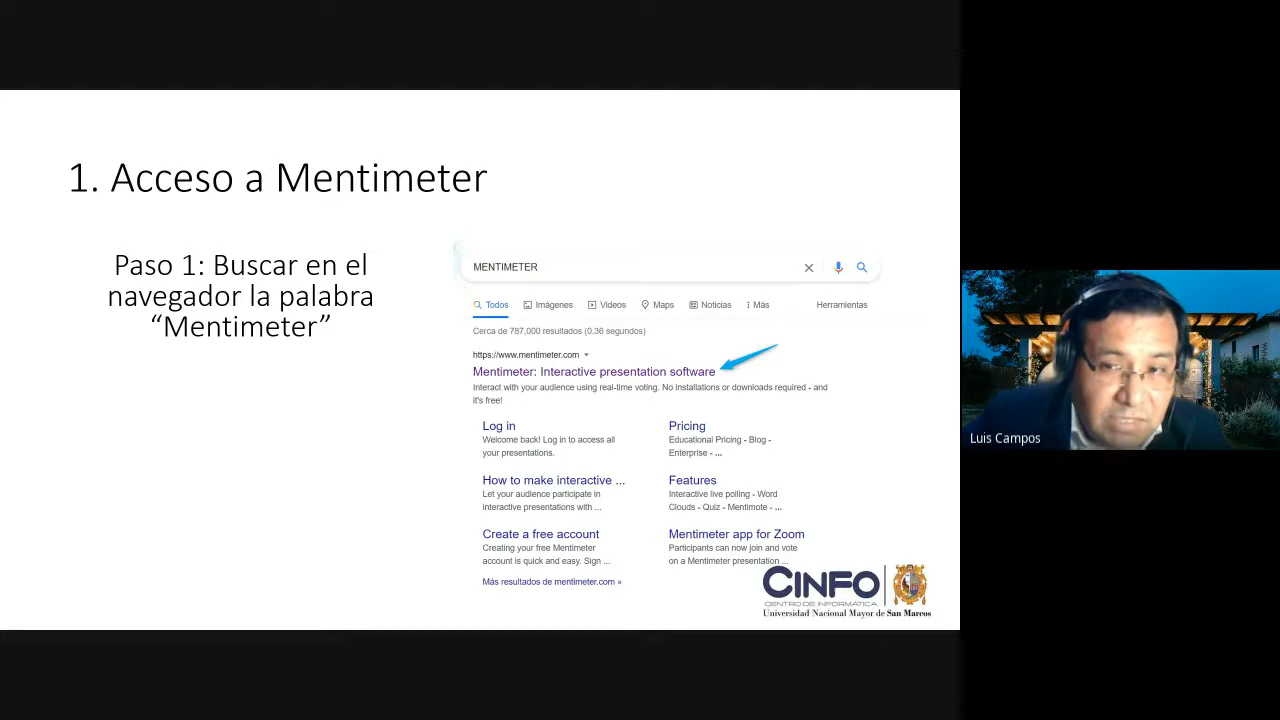 1. Acceso a Mentimeter
Paso 1: Buscar en el
navegador la palabra
“Mentimeter”
MENTIMETER
Todos Imágenes Videos Maps Noticias Más Herramientas
Cerca de 787,000 resultados (0.36 segundos)
https://www.mentimeter.com
Mentimeter: Interactive presentation software
Interact with your audience using real-time voting. No installations or downloads required - and
it's free!
Log in
Welcome back! Log in to access all
your presentations.
Pricing
Educational Pricing - Blog -
Enterprise - ...
How to make interactive ...
Let your audience participate in
interactive presentations with ...
Features
Interactive live polling - Word
Clouds - Quiz - Mentimote - ...
Create a free account
Creating your free Mentimeter
account is quick and easy. Sign ...
Mentimeter app for Zoom
Participants can now join and vote
on a Mentimeter presentation ...
Más resultados de mentimeter.com »
CINFO
CENTRO DE INFORMÁTICA
Universidad Nacional Mayor de San Marcos
Luis Campos